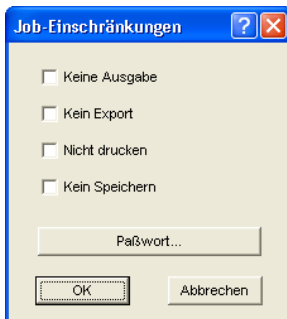 Job-Einschränkungen
Keine Ausgabe
Kein Export
Nicht drucken
Kein Speichern
Paßwort...
OK
Abbrechen